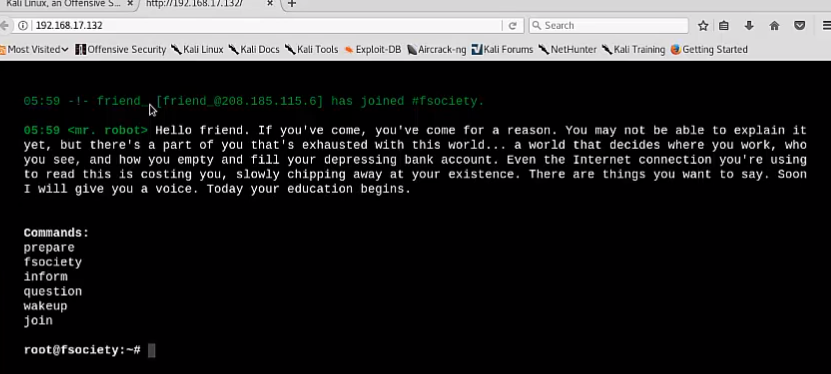 Kali Linux, an Offensive S...
http://192.168.17.132/
192.168.17.132
Search
Most Visited
Offensive Security
Kali Linux
Kali Docs
Kali Tools
Exploit-DB
Aircrack-ng
Kali Forums
NetHunter
Kali Training
Getting Started
05:59 -!- friend_ [friend_@208.185.115.6] has joined #fsociety.
05:59 <mr. robot> Hello friend. If you've come, you've come for a reason. You may not be able to explain it
yet, but there's a part of you that's exhausted with this world... a world that decides where you work, who
you see, and how you empty and fill your depressing bank account. Even the Internet connection you're using
to read this is costing you, slowly chipping away at your existence. There are things you want to say. Soon
I will give you a voice. Today your education begins.
Commands:
prepare
fsociety
inform
question
wakeup
join
root@fsociety:~#